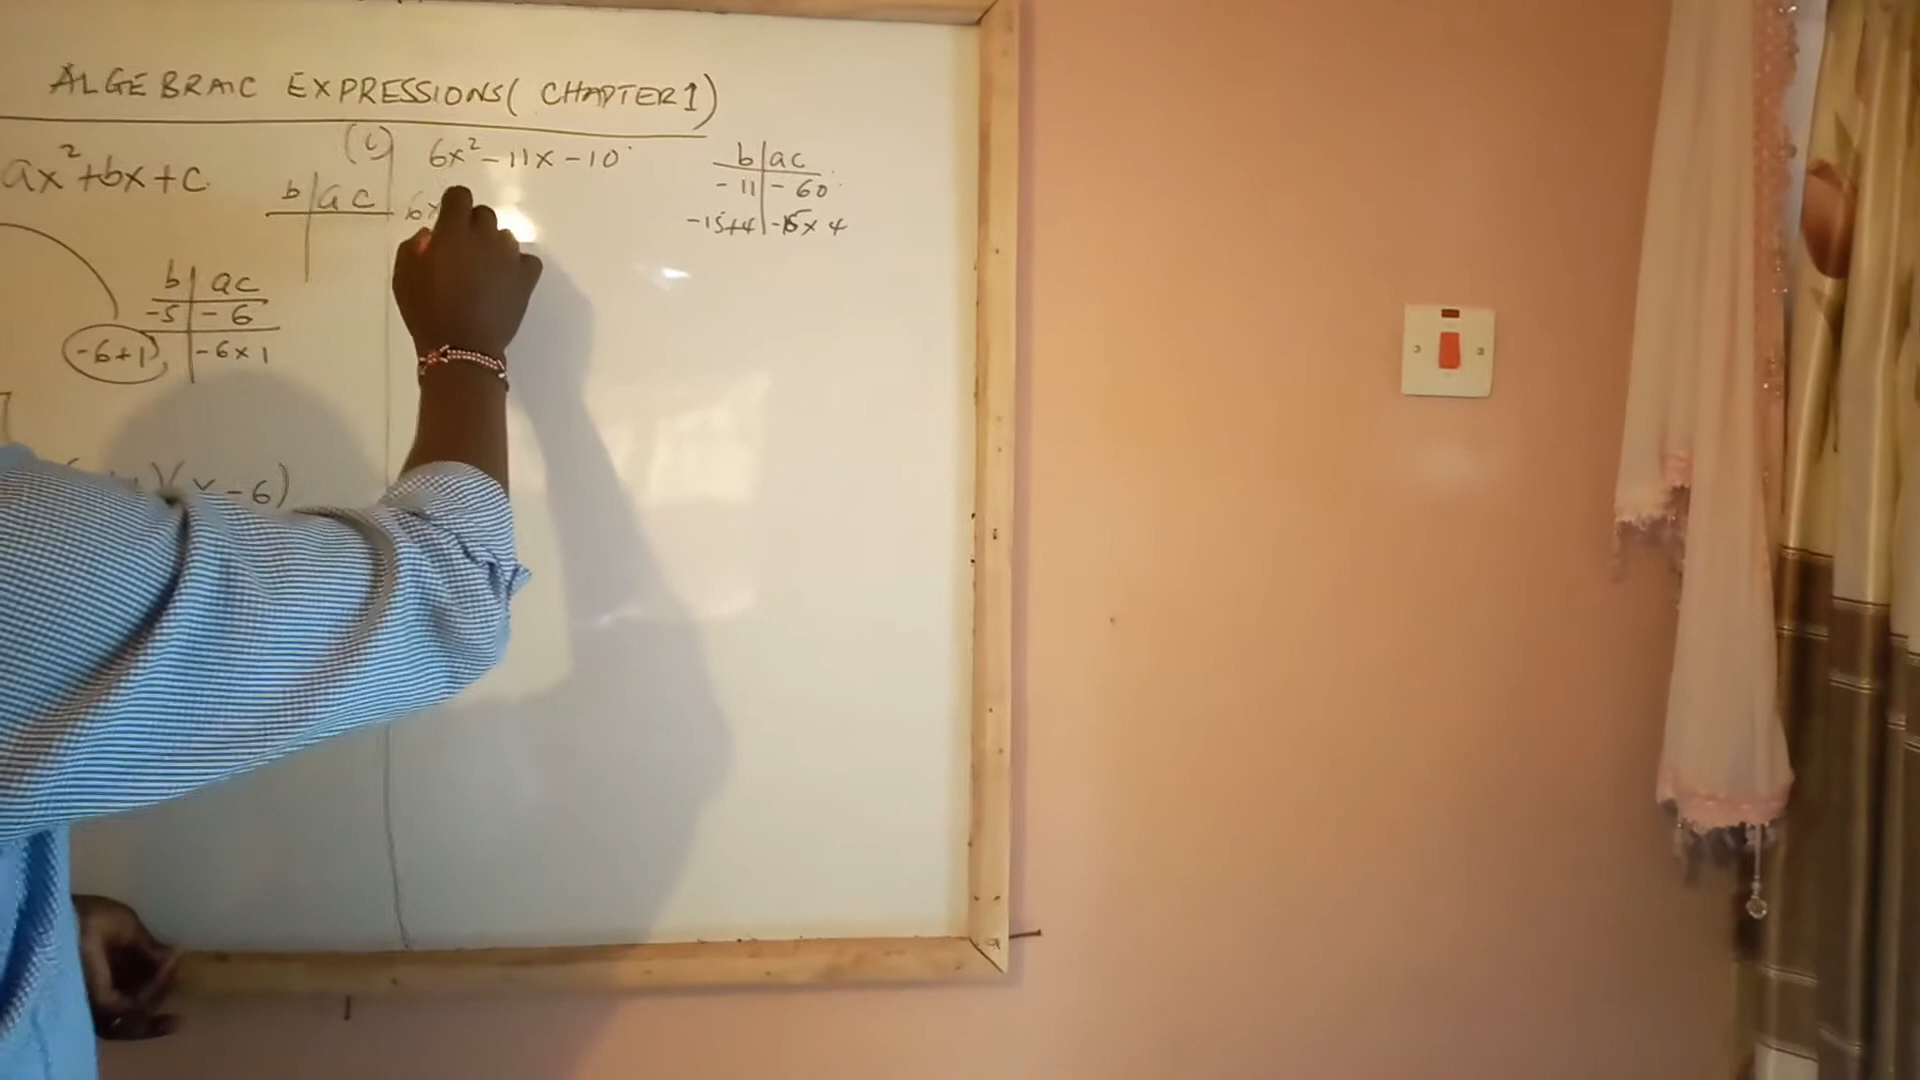 ALGEBRAIC EXPRESSIONS( CHAPTER 1)
ax²+bx+c.
b | ac
b | ac
-5 | -6
-6+1, | -6×1
-6)
(c) 6x²-11x-10
6x
b | ac
-11 | -60
-15+4 | -15×4